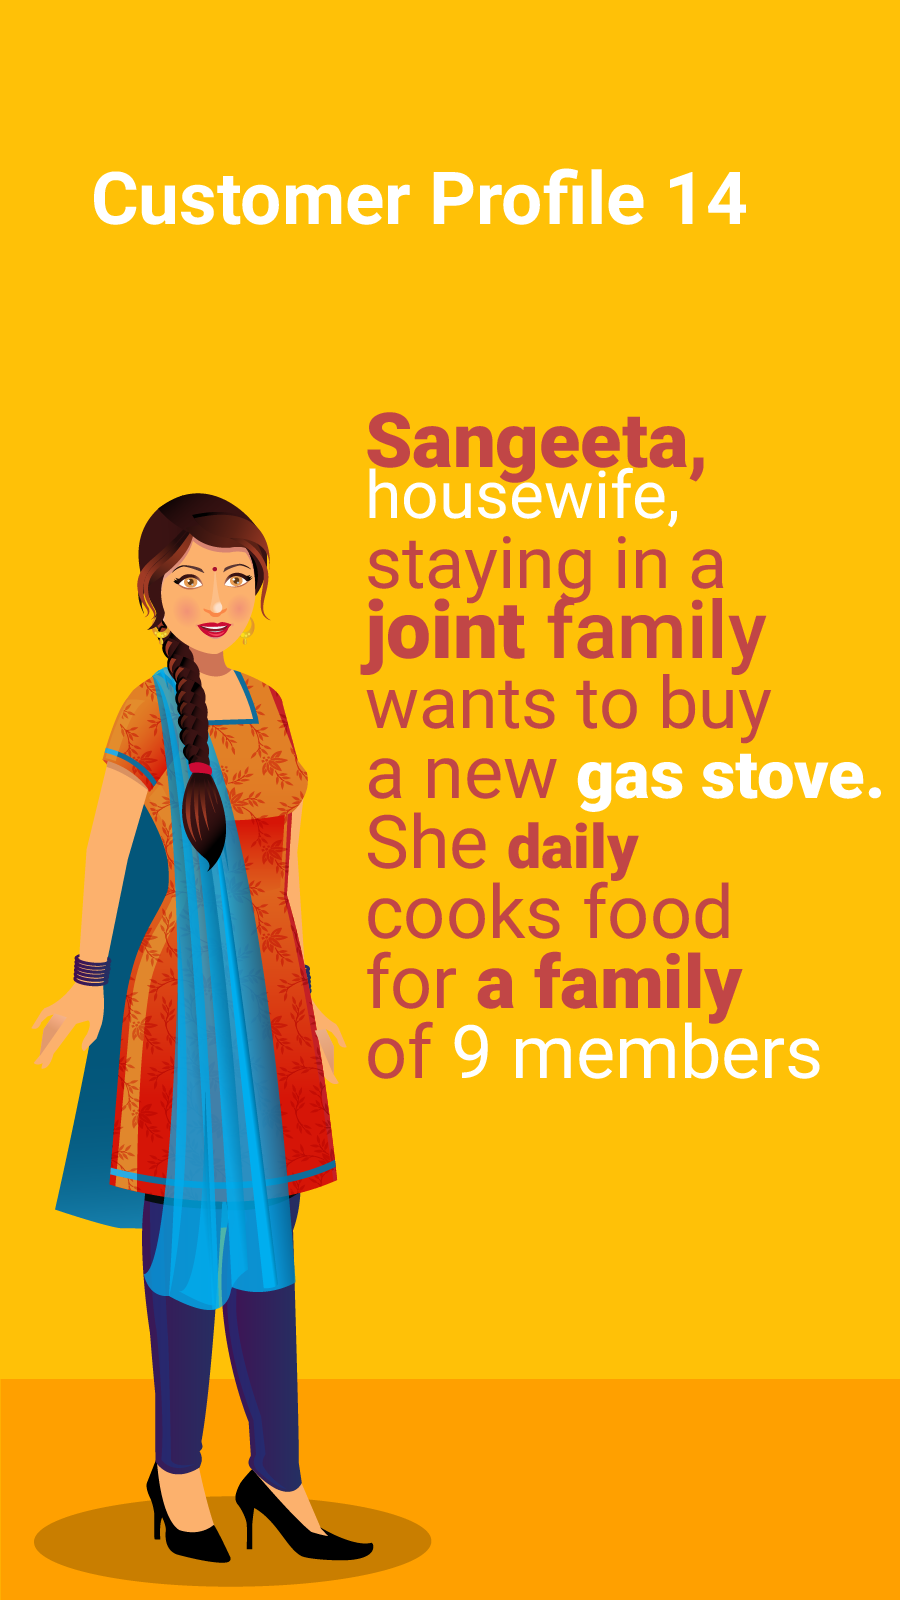 Customer Profile 14
Sangeeta,
housewife,
staying in a
joint family
wants to buy
a new gas stove.
She daily
cooks food
for a family
of 9 members